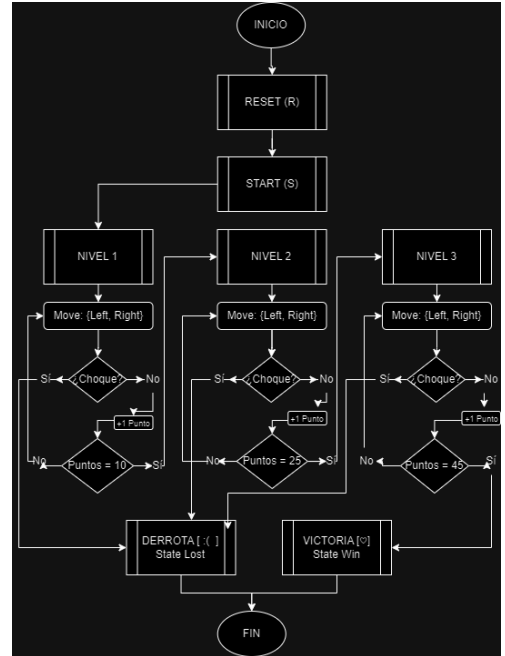 INICIO
RESET (R)
START (S)
NIVEL 1
NIVEL 2
NIVEL 3
Move: {Left, Right}
Move: {Left, Right}
Move: {Left, Right}
Sí
¿Choque?
No
Sí
¿Choque?
No
Sí
¿Choque?
No
+1 Punto
+1 Punto
+1 Punto
No
Puntos = 10
Sí
No
Puntos = 25
Sí
No
Puntos = 45
Sí
DERROTA [ :( ]
State Lost
VICTORIA [♡]
State Win
FIN